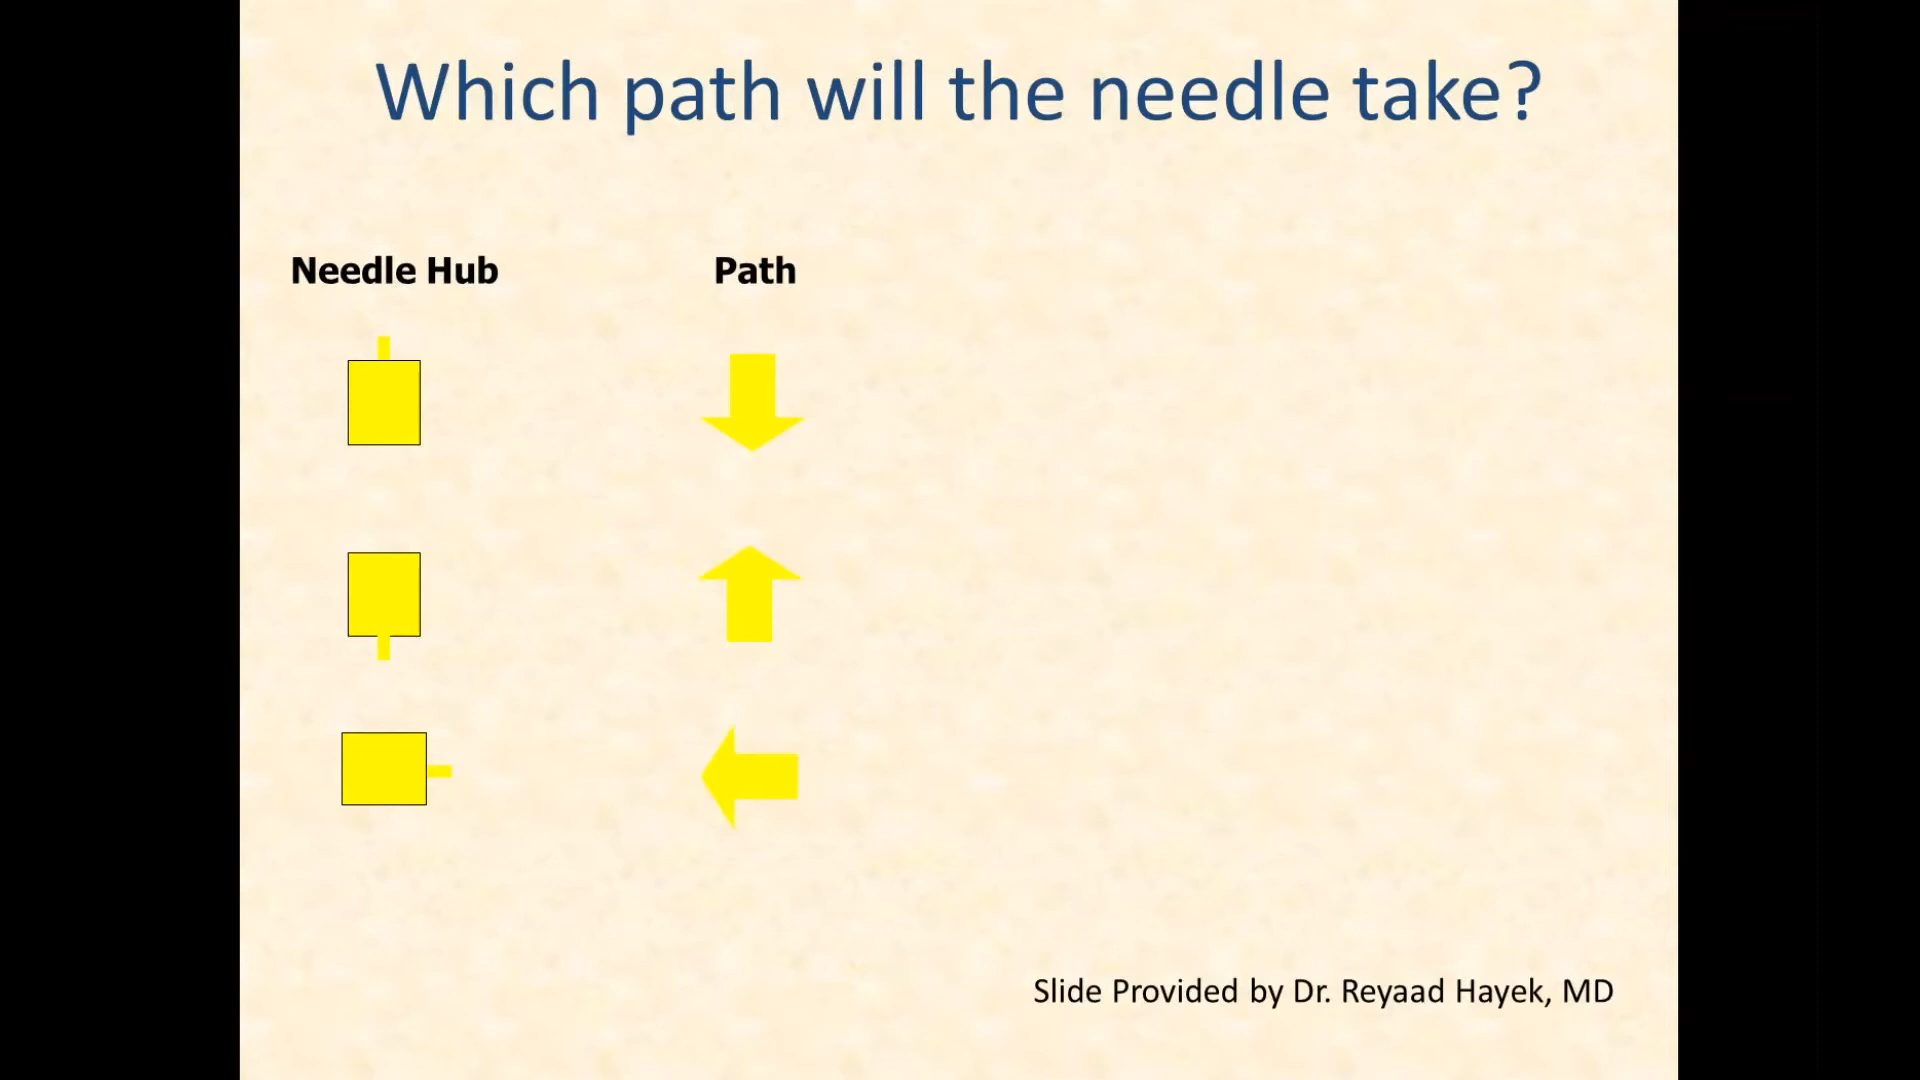 Which path will the needle take?
Needle Hub
Path
Slide Provided by Dr. Reyaad Hayek, MD